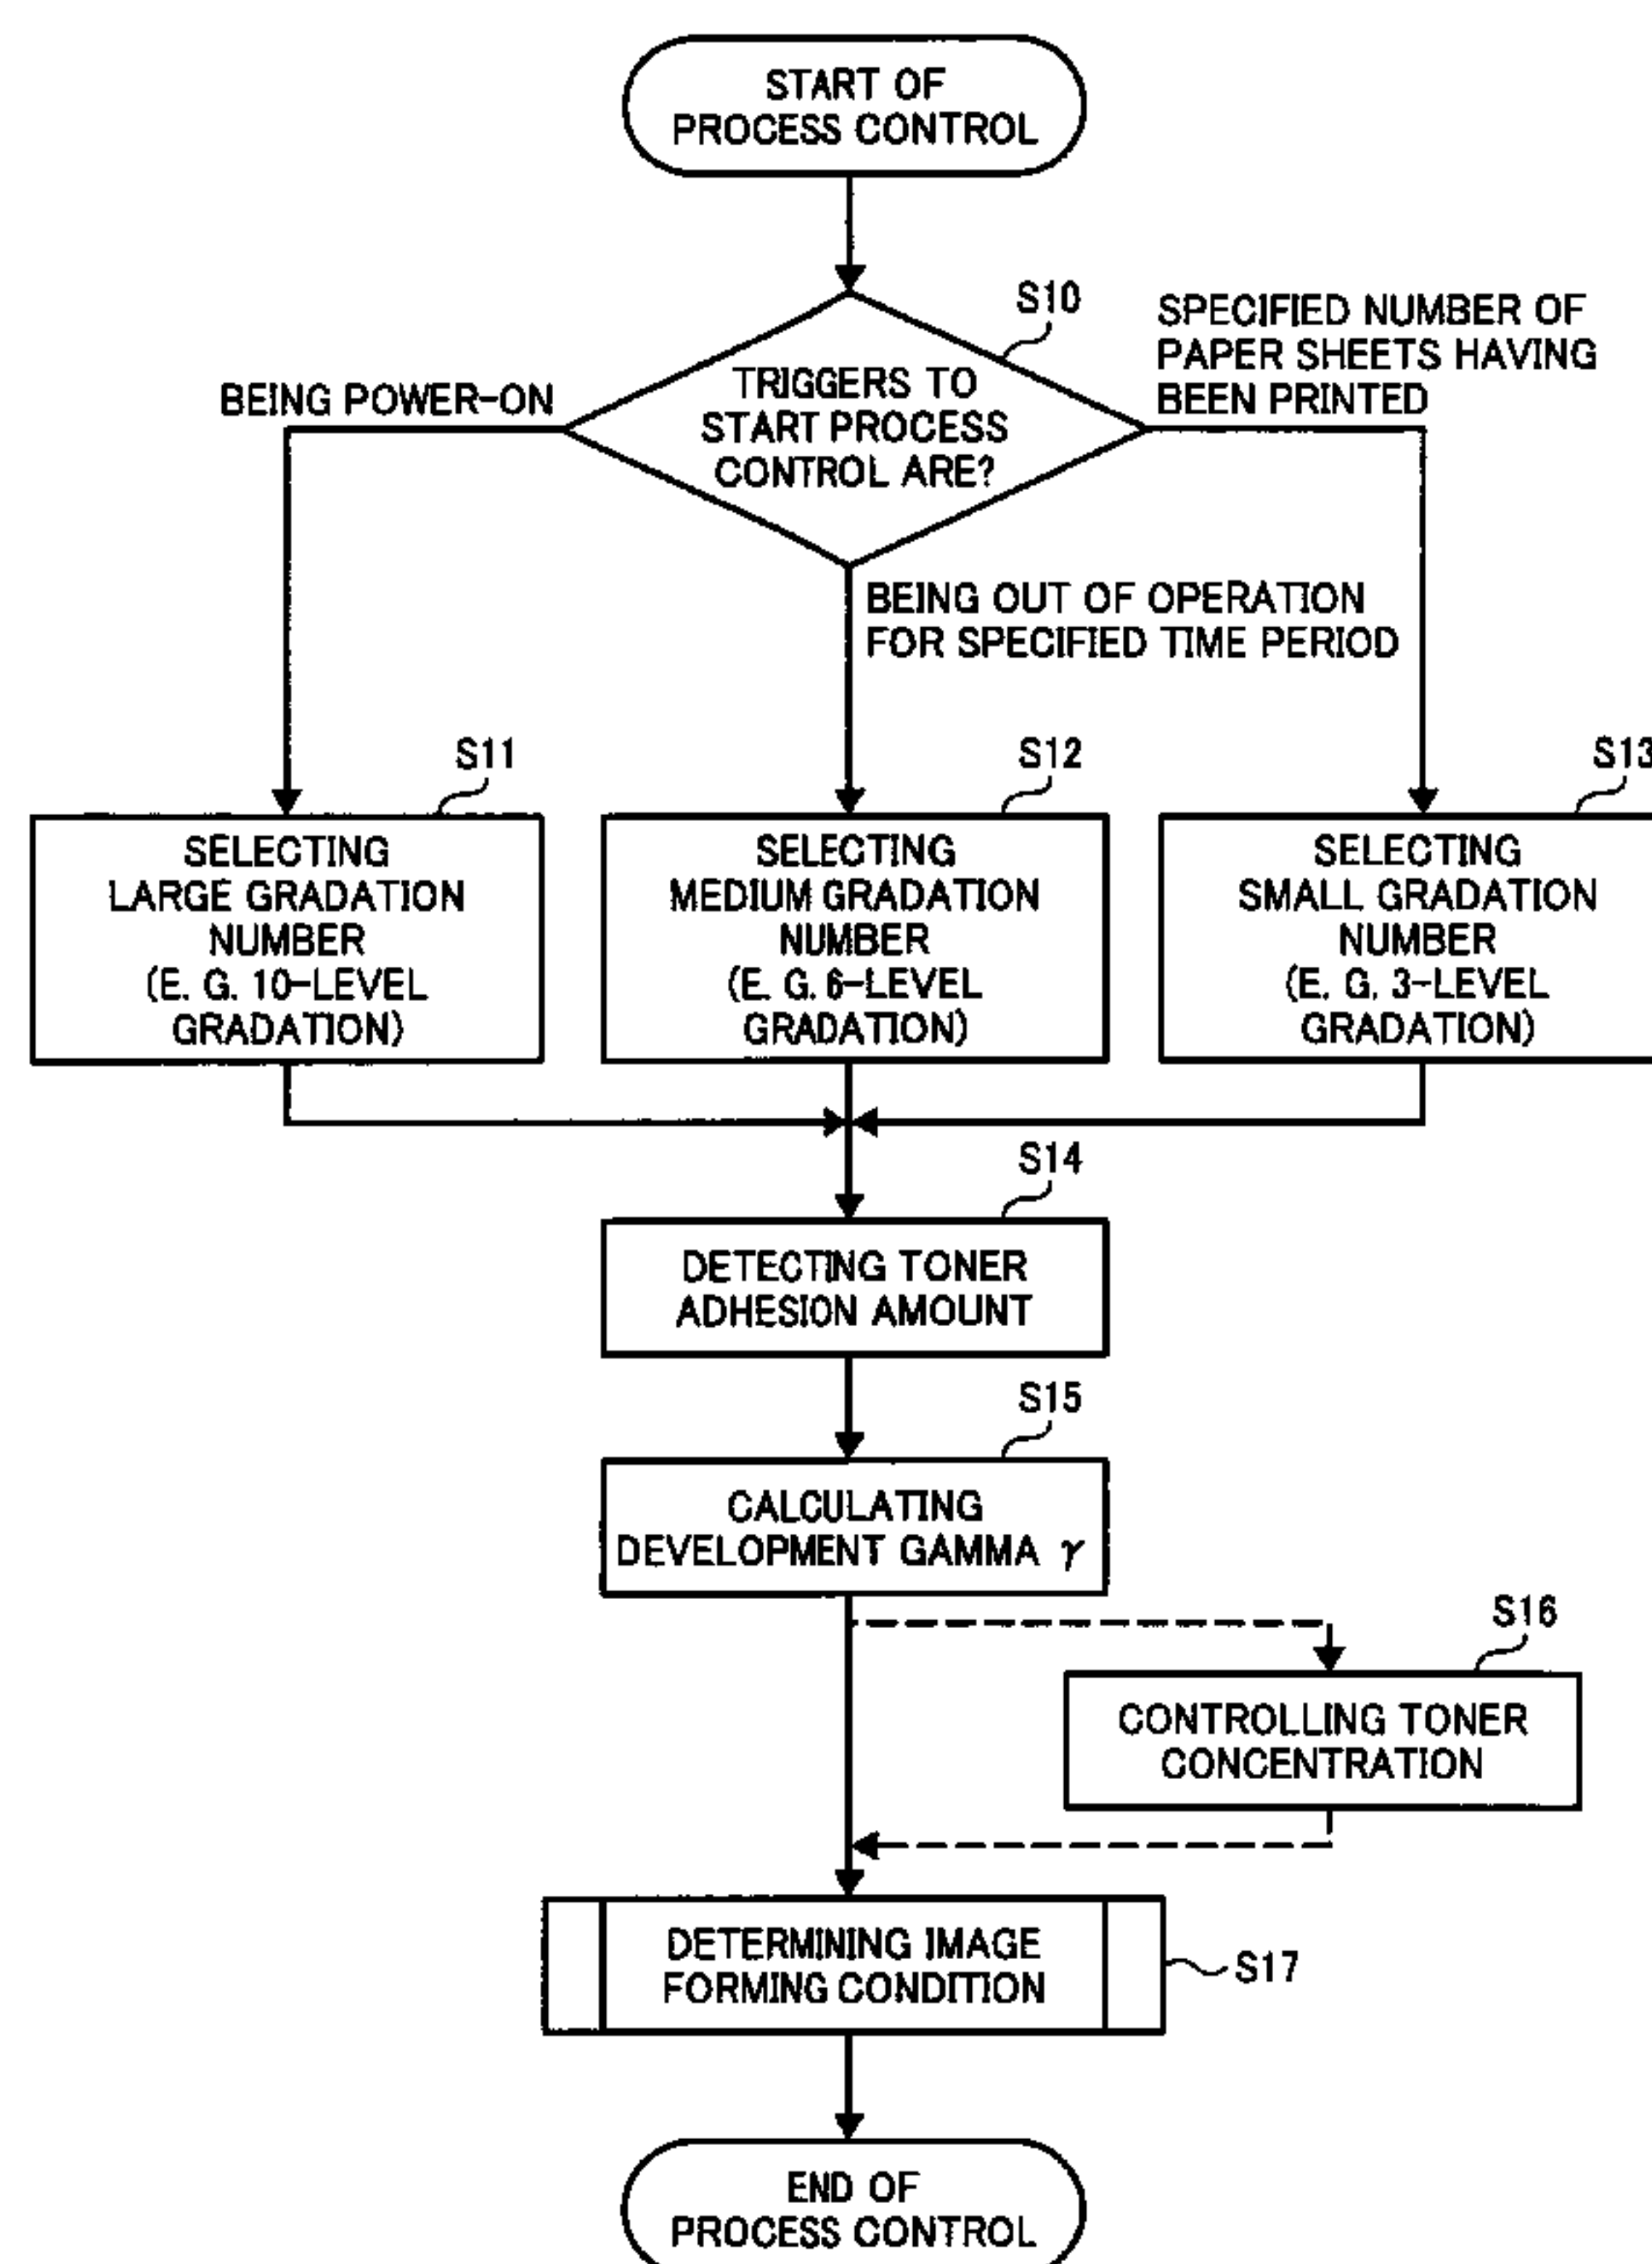 START OF
PROCESS CONTROL
S10
TRIGGERS TO
START PROCESS
CONTROL ARE?
BEING POWER-ON
SPECIFIED NUMBER OF
PAPER SHEETS HAVING
BEEN PRINTED
BEING OUT OF OPERATION
FOR SPECIFIED TIME PERIOD
S11
SELECTING
LARGE GRADATION
NUMBER
(E. G. 10-LEVEL
GRADATION)
S12
SELECTING
MEDIUM GRADATION
NUMBER
(E. G. 6-LEVEL
GRADATION)
S13
SELECTING
SMALL GRADATION
NUMBER
(E. G. 3-LEVEL
GRADATION)
S14
DETECTING TONER
ADHESION AMOUNT
S15
CALCULATING
DEVELOPMENT GAMMA γ
S16
CONTROLLING TONER
CONCENTRATION
DETERMINING IMAGE
FORMING CONDITION
S17
END OF
PROCESS CONTROL